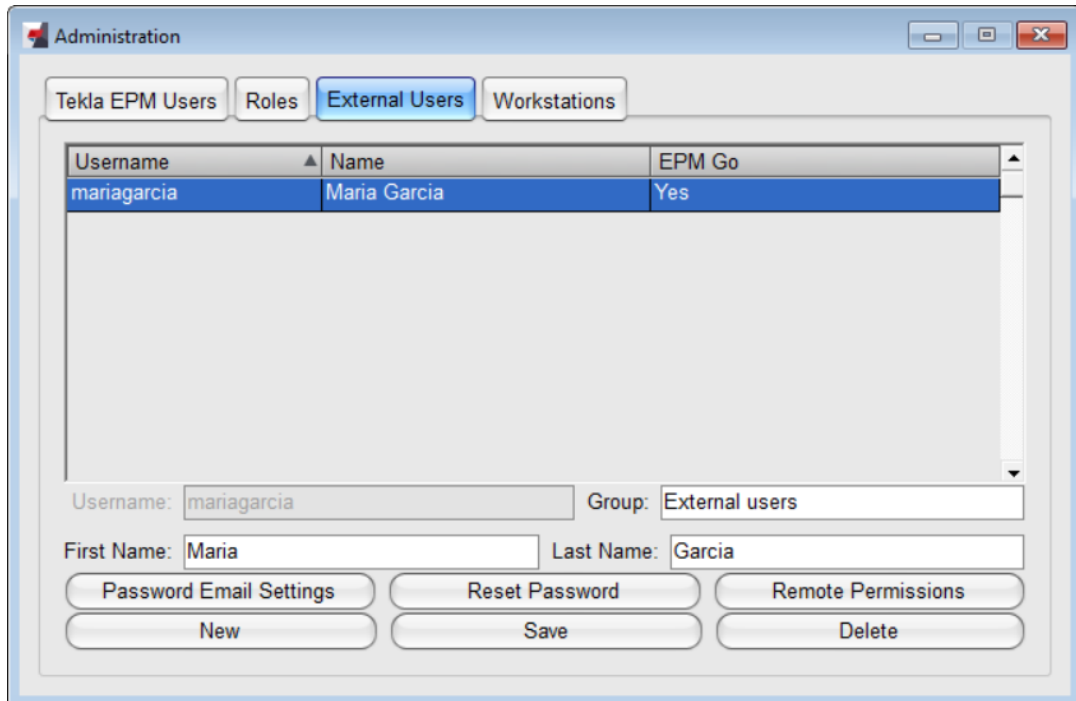 Administration
Tekla EPM Users Roles External Users Workstations
Username Name EPM Go
mariagarcia Maria Garcia Yes
Username: mariagarcia Group: External users
First Name: Maria Last Name: Garcia
Password Email Settings Reset Password Remote Permissions
New Save Delete